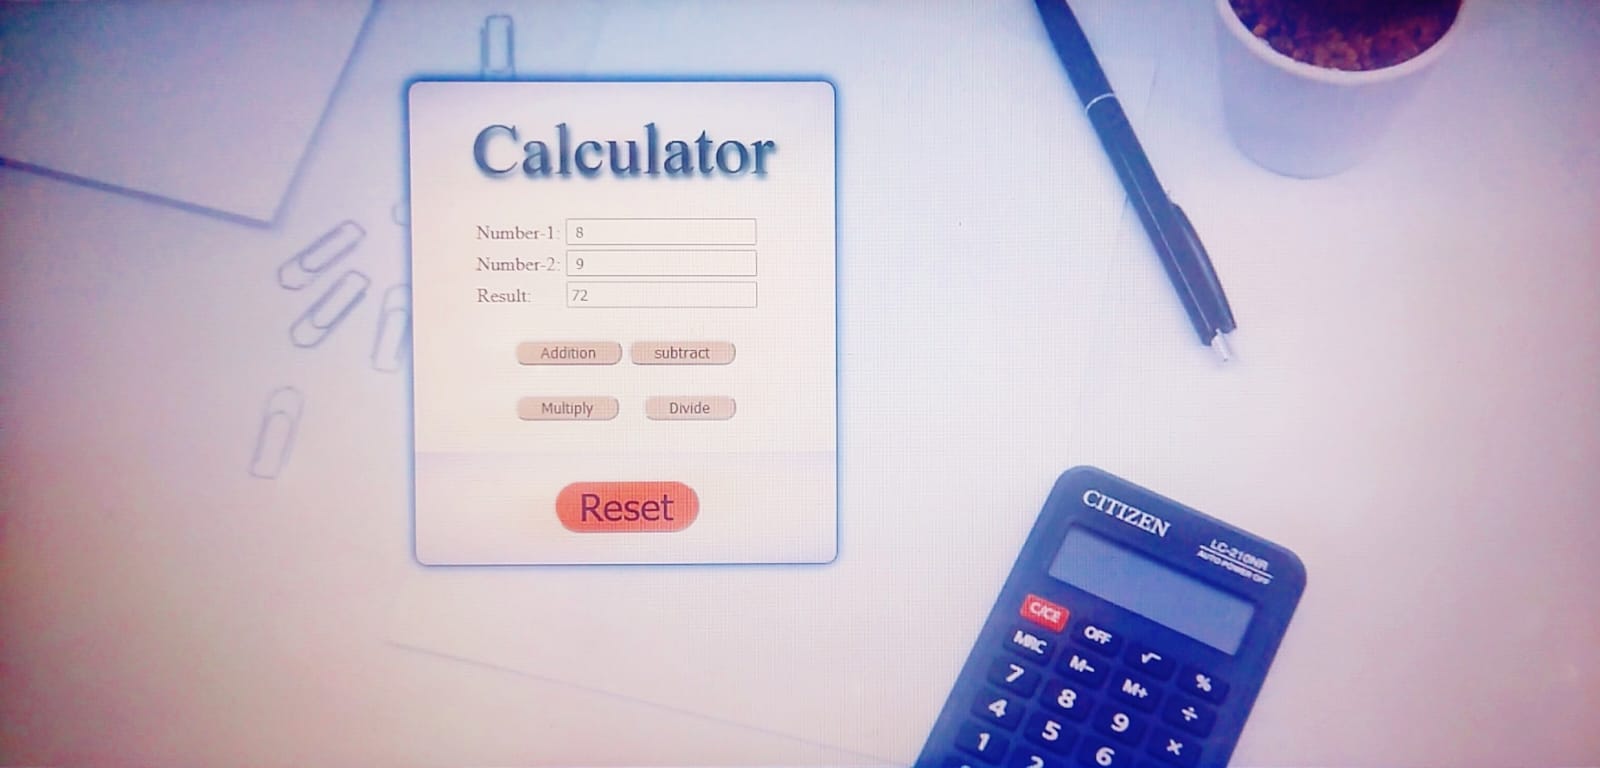 Calculator
Number-1: 8
Number-2: 9
Result: 72
Addition subtract
Multiply Divide
Reset
CITIZEN
LC-210NR
AUTO POWER OFF
C/CE OFF √ %
MRC M- M+ ÷
7 8 9 ×
4 5 6
1 2